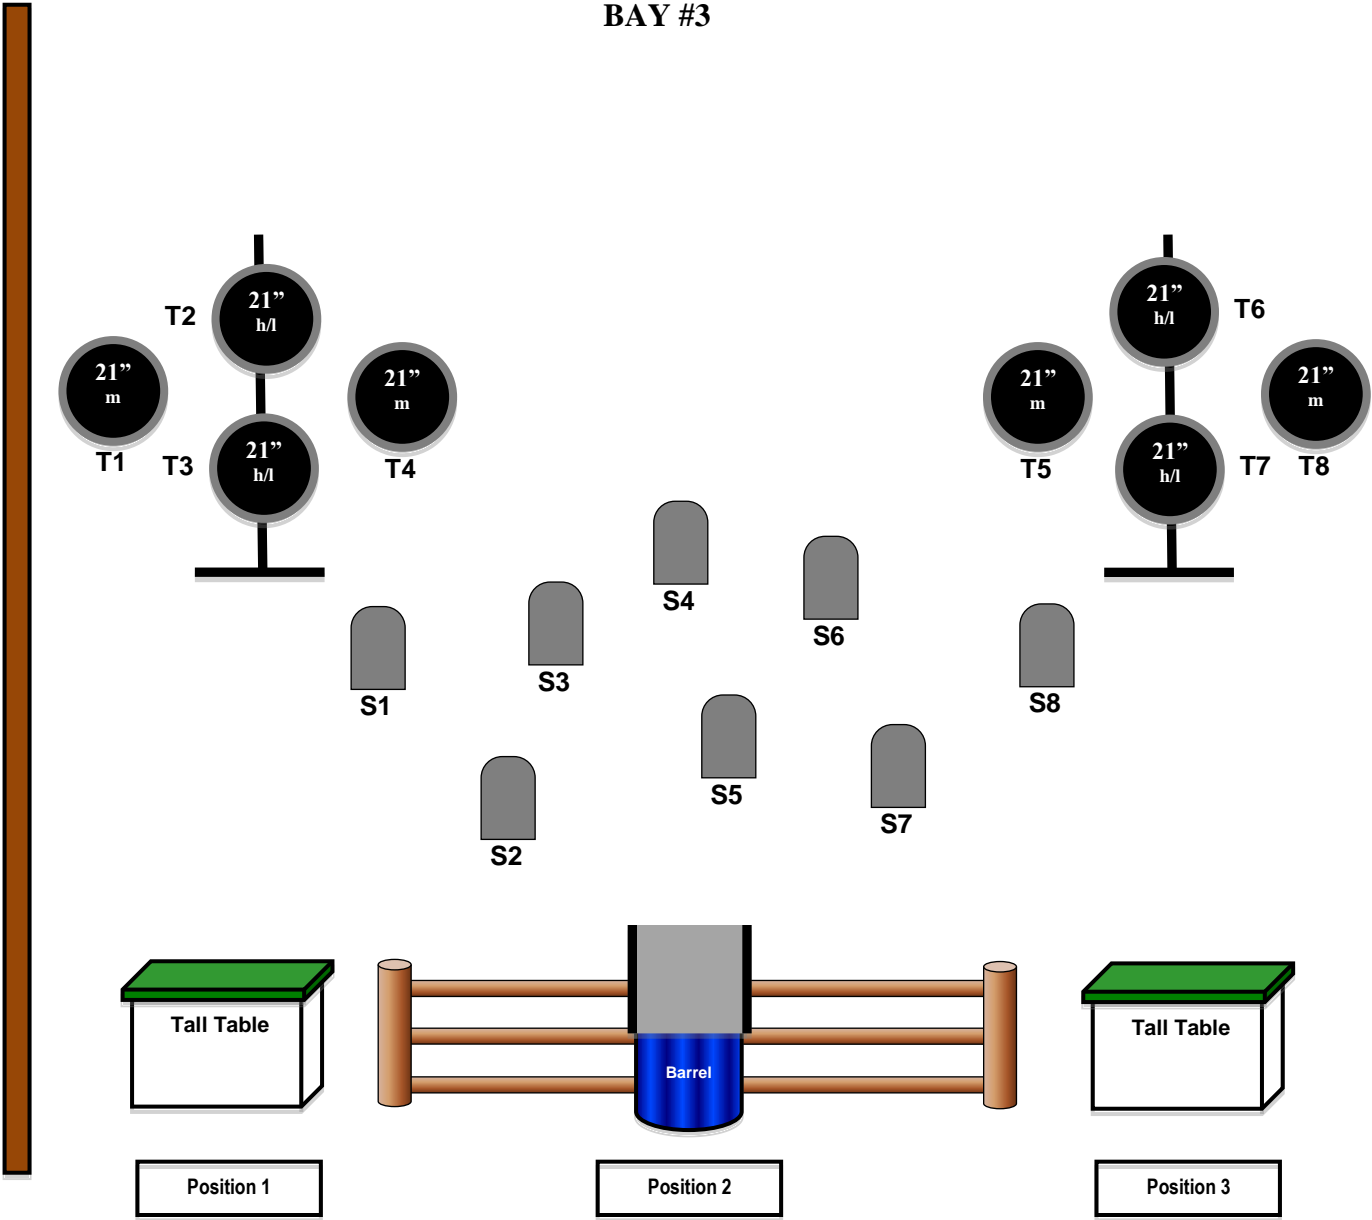 BAY #3
21”
h/l
T2
21”
m
T1
21”
h/l
T3
21”
m
T4
21”
h/l
T6
21”
m
T5
21”
h/l
T7
21”
m
T8
S4
S6
S3
S1
S8
S5
S7
S2
Tall Table
Barrel
Tall Table
Position 1
Position 2
Position 3